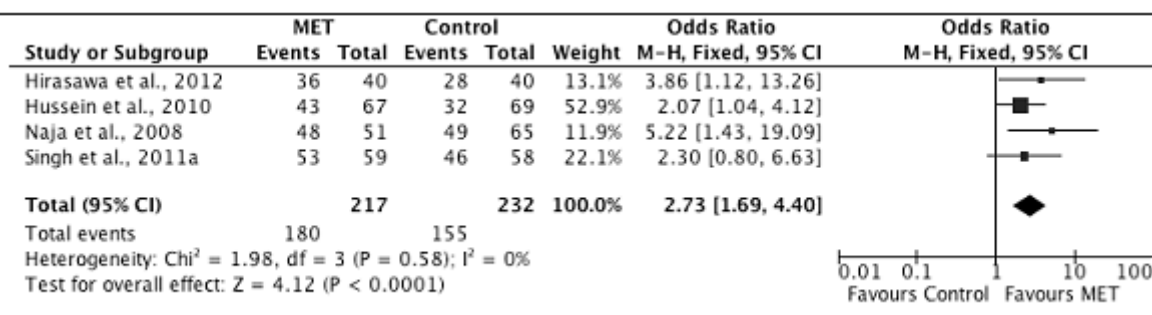 MET Control Odds Ratio Odds Ratio
Study or Subgroup Events Total Events Total Weight M-H, Fixed, 95% CI M-H, Fixed, 95% CI
Hirasawa et al., 2012 36 40 28 40 13.1% 3.86 [1.12, 13.26]
Hussein et al., 2010 43 67 32 69 52.9% 2.07 [1.04, 4.12]
Naja et al., 2008 48 51 49 65 11.9% 5.22 [1.43, 19.09]
Singh et al., 2011a 53 59 46 58 22.1% 2.30 [0.80, 6.63]
Total (95% CI) 217 232 100.0% 2.73 [1.69, 4.40]
Total events 180 155
Heterogeneity: Chi² = 1.98, df = 3 (P = 0.58); I² = 0%
Test for overall effect: Z = 4.12 (P < 0.0001)
0.01 0.1 1 10 100
Favours Control Favours MET